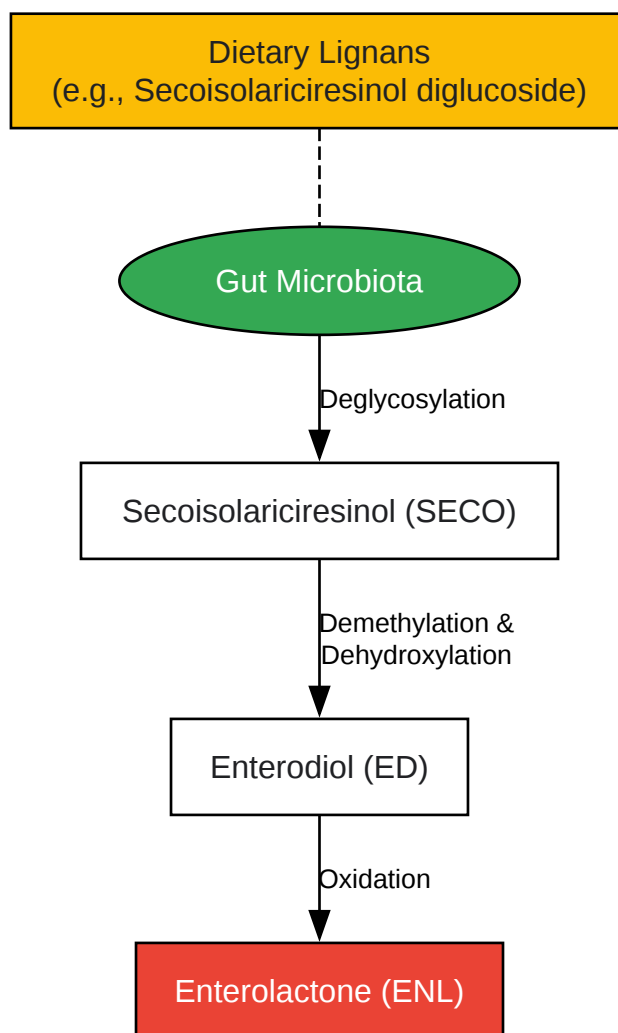 Dietary Lignans
(e.g., Secoisolariciresinol diglucoside)
Gut Microbiota
Deglycosylation
Secoisolariciresinol (SECO)
Demethylation &
Dehydroxylation
Enterodiol (ED)
Oxidation
Enterolactone (ENL)